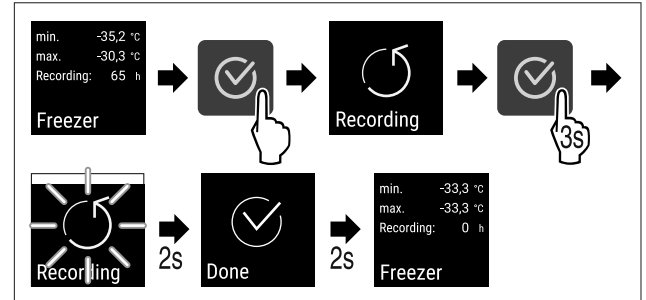 min. -35,2 °C
max. -30,3 °C
Recording: 65 h
Freezer
Recording
3s
Recording
2s
Done
2s
min. -33,3 °C
max. -33,3 °C
Recording: 0 h
Freezer